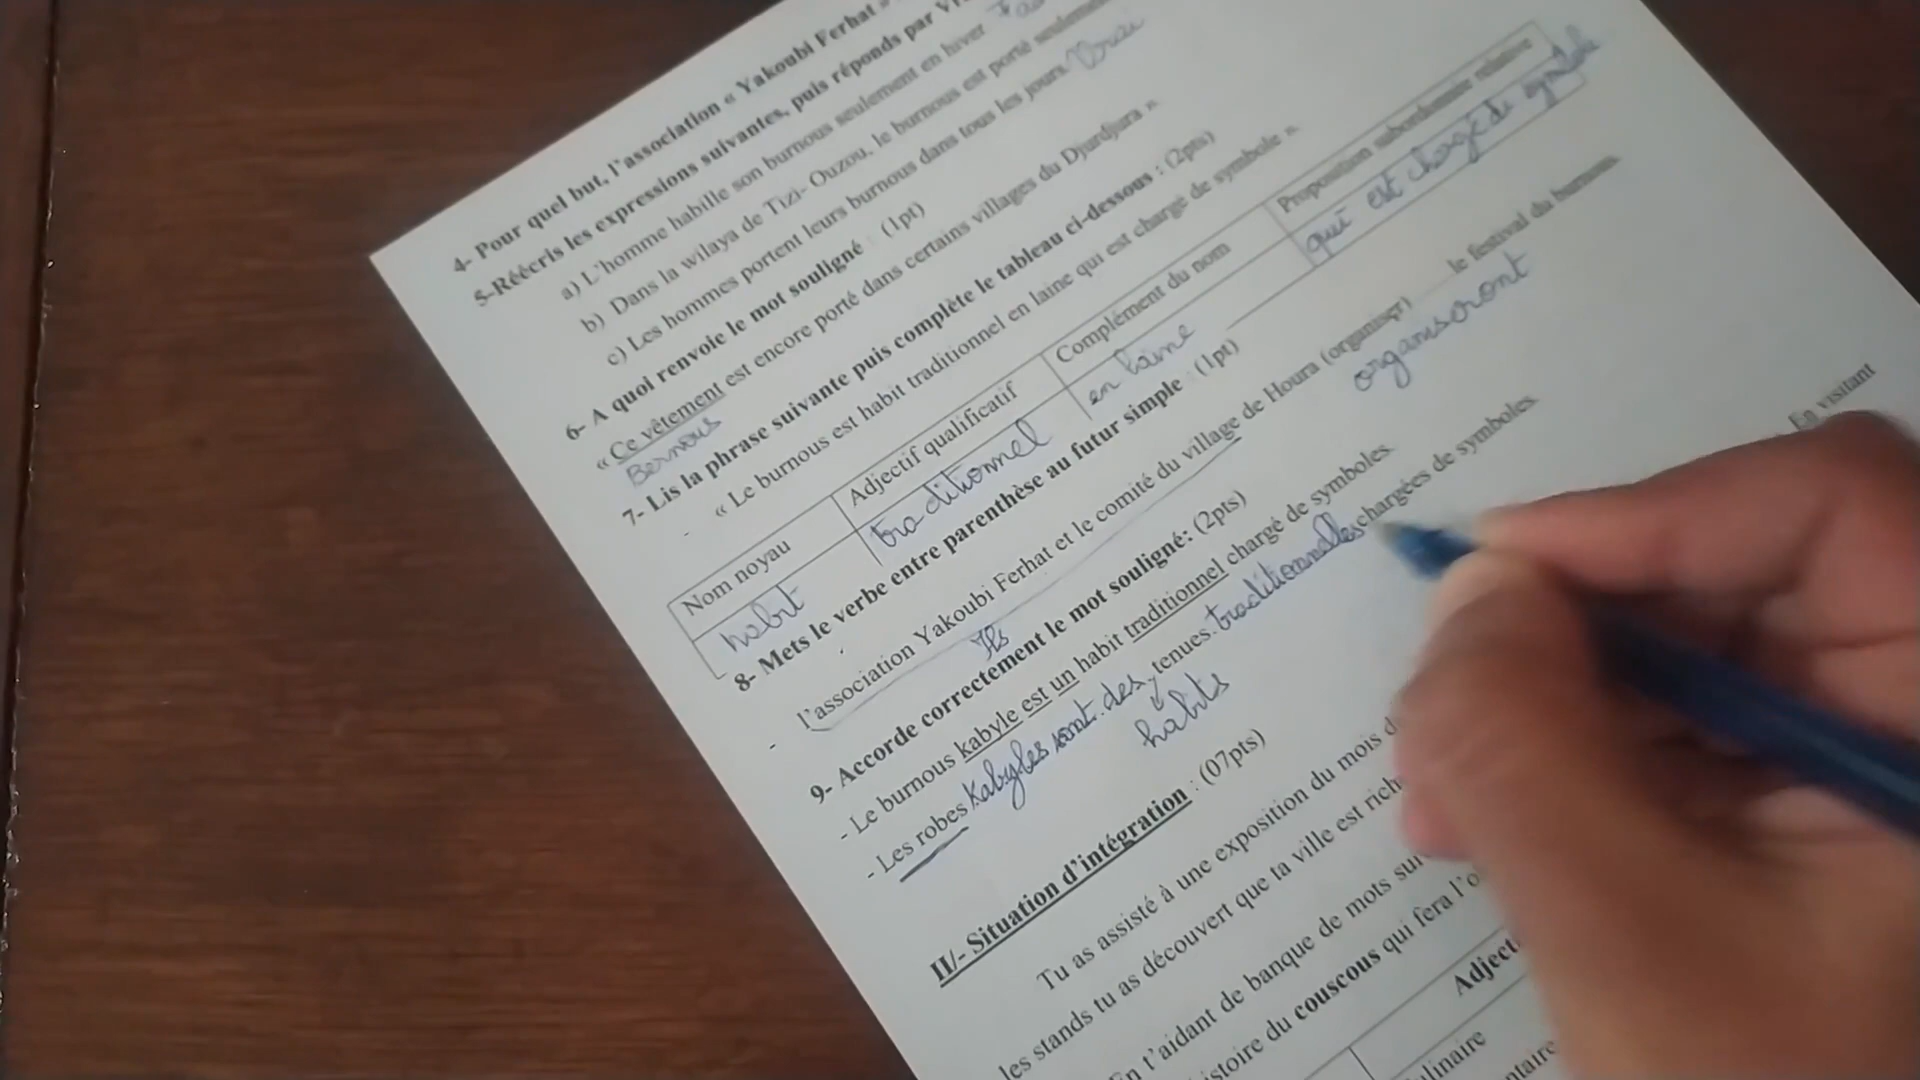 4- Pour quel but, l'association « Yakoubi Ferhat »
5-Réécris les expressions suivantes, puis réponds par
a) L'homme habille son burnous seulement en hiver
b) Dans la wilaya de Tizi- Ouzou, le burnous est porté seulement
c) Les hommes portent leurs burnous dans tous les jours. Vrai
6- A quoi renvoie le mot souligné : (1pt)
« Ce vêtement est encore porté dans certains villages du Djurdjura ».
Bernous
7- Lis la phrase suivante puis complète le tableau ci-dessous : (2pts)
« Le burnous est habit traditionnel en laine qui est chargé de symbole ».
Nom noyau Adjectif qualificatif Complément du nom Proposition subordonnée relative
habit traditionnel en laine qui est chargé de symbole
8- Mets le verbe entre parenthèse au futur simple : (1pt)
- l'association Yakoubi Ferhat et le comité du village de Houra (organiser) le festival du burnous.
Ils organiseront
9- Accorde correctement le mot souligné: (2pts)
- Le burnous kabyle est un habit traditionnel chargé de symboles.
- Les robes Kabyles sont des tenues traditionnelles chargées de symboles.
habits
II/- Situation d'intégration : (07pts)
Tu as assisté à une exposition du mois En visitant
les stands tu as découvert que ta ville est
En t'aidant de banque de mots sur
du couscous qui fera